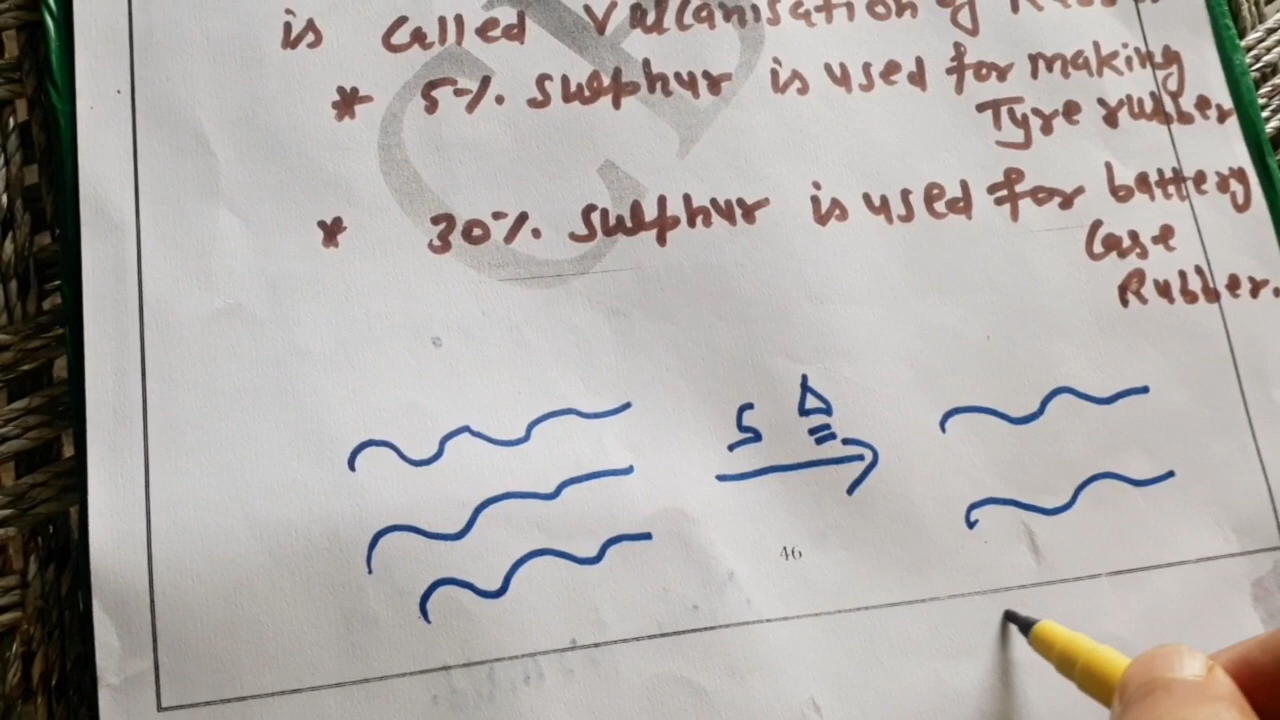 is called Vulcanisation of Rubber
* 5%. sulphur is used for making
Tyre rubber
* 30%. sulphur is used for battery
Case
Rubber.
S Δ
46